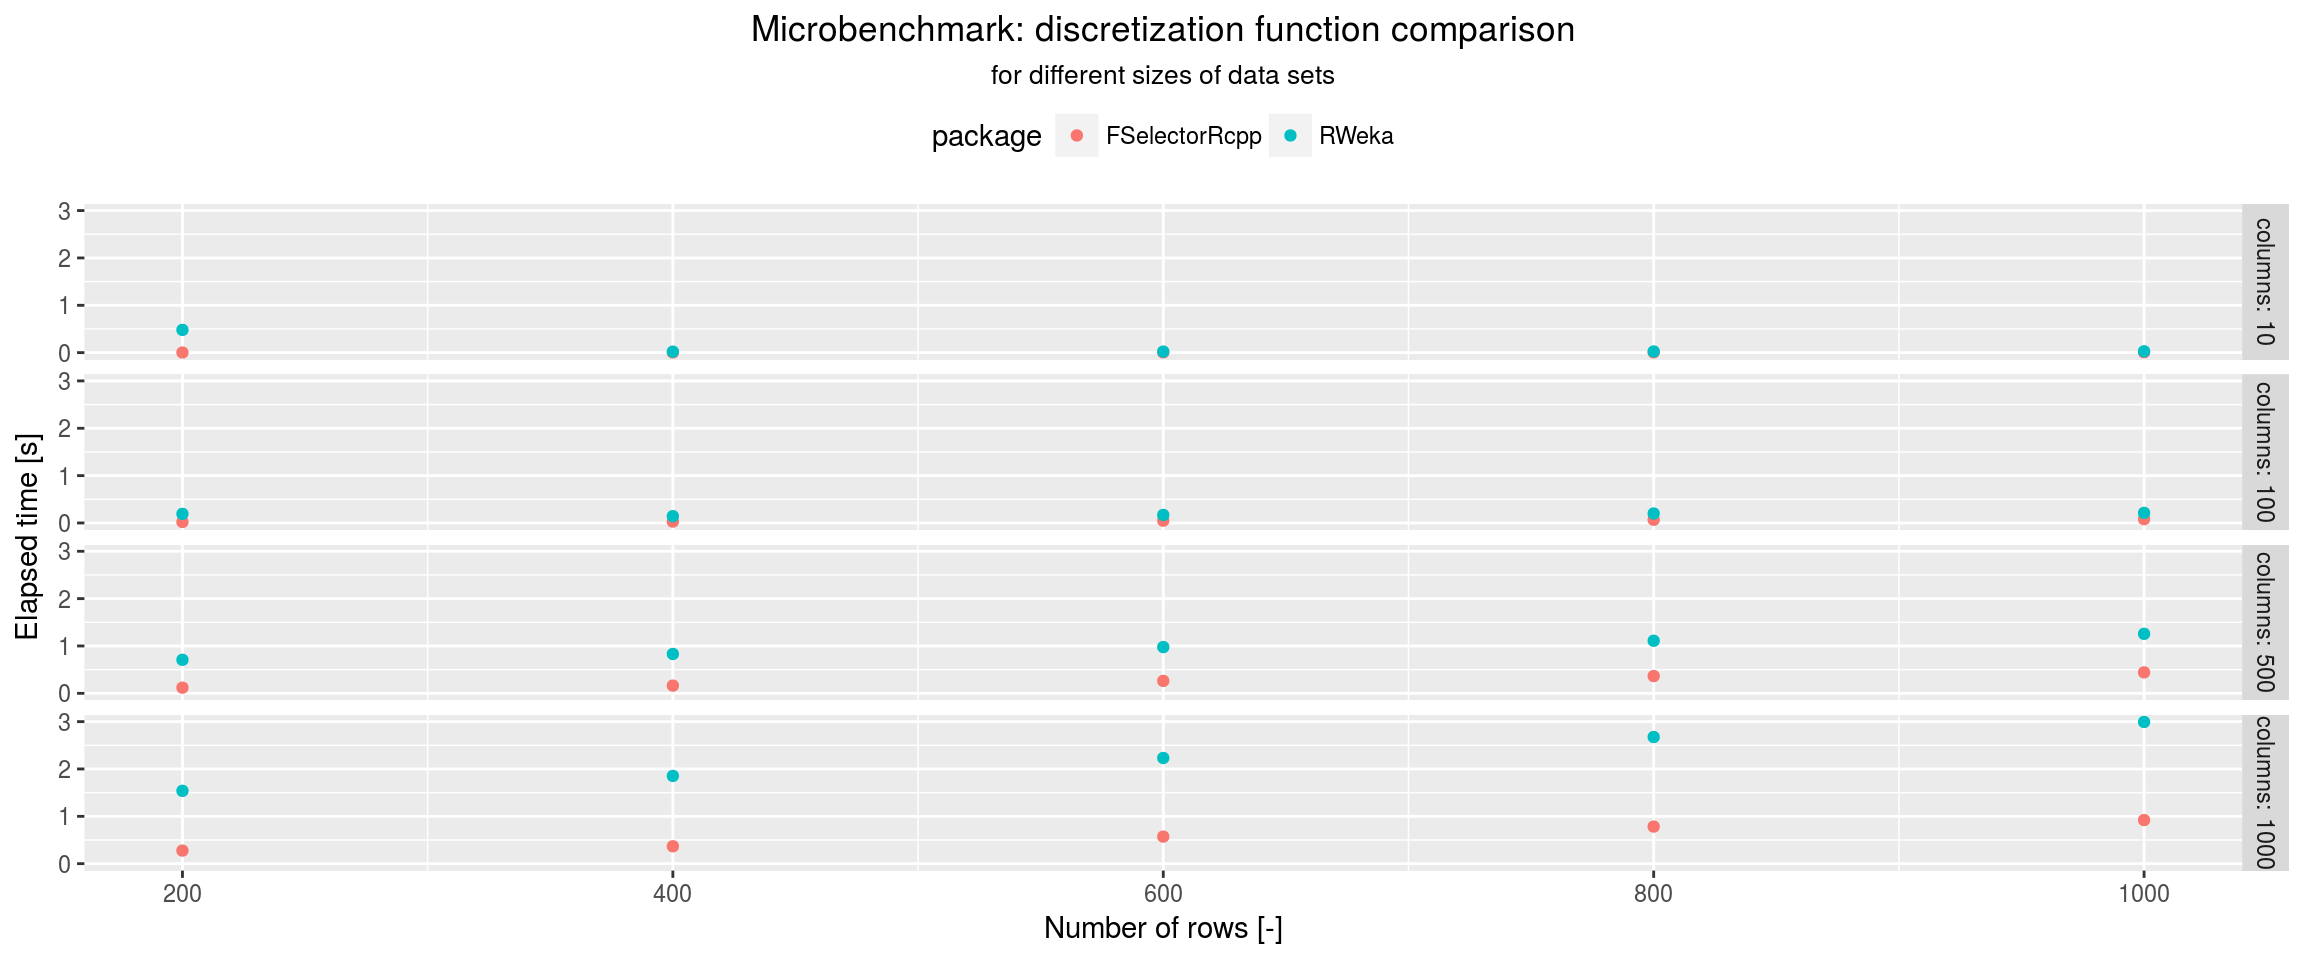 Microbenchmark: discretization function comparison
for different sizes of data sets
package FSelectorRcpp RWeka
Elapsed time [s]
3
2
1
0
columns: 10
3
2
1
0
columns: 100
3
2
1
0
columns: 500
3
2
1
0
columns: 1000
200 400 600 800 1000
Number of rows [-]